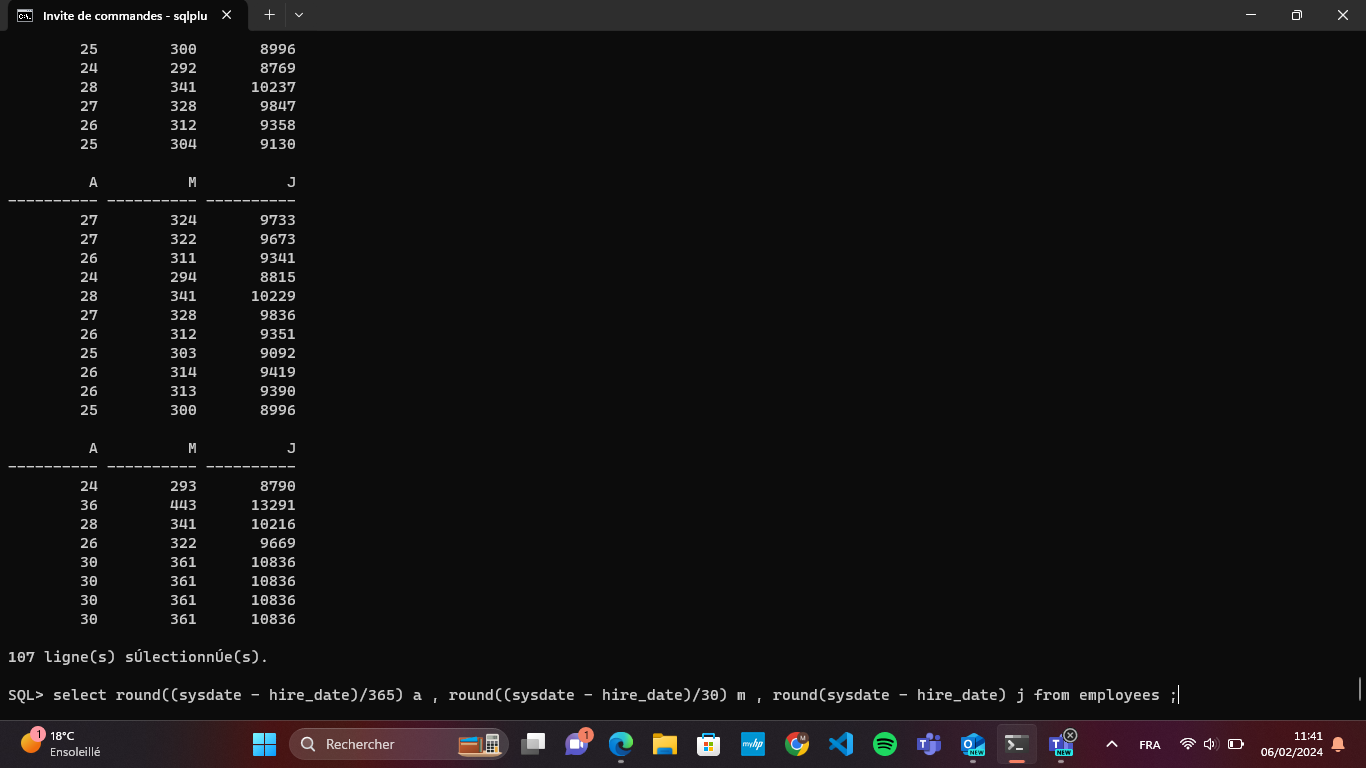 Invite de commandes - sqlplu
25 300 8996
24 292 8769
28 341 10237
27 328 9847
26 312 9358
25 304 9130
A M J
---------- ---------- ----------
27 324 9733
27 322 9673
26 311 9341
24 294 8815
28 341 10229
27 328 9836
26 312 9351
25 303 9092
26 314 9419
26 313 9390
25 300 8996
A M J
---------- ---------- ----------
24 293 8790
36 443 13291
28 341 10216
26 322 9669
30 361 10836
30 361 10836
30 361 10836
30 361 10836
107 ligne(s) sÚlectionnÚe(s).
SQL> select round((sysdate - hire_date)/365) a , round((sysdate - hire_date)/30) m , round(sysdate - hire_date) j from employees ;
1
18°C
Ensoleillé
Rechercher
1
myhp
M
NEW
NEW
FRA
11:41
06/02/2024